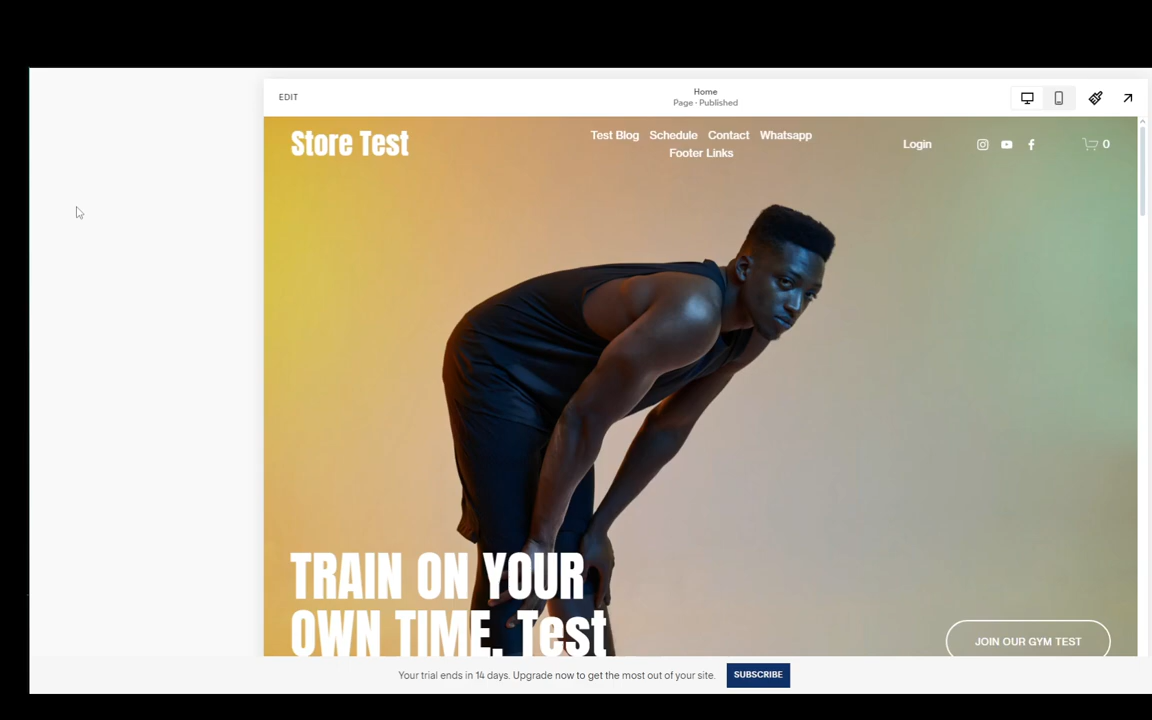 EDIT
Home
Page · Published
Store Test
Test Blog Schedule Contact Whatsapp
Footer Links
Login
0
TRAIN ON YOUR
OWN TIME. Test
JOIN OUR GYM TEST
Your trial ends in 14 days. Upgrade now to get the most out of your site.
SUBSCRIBE